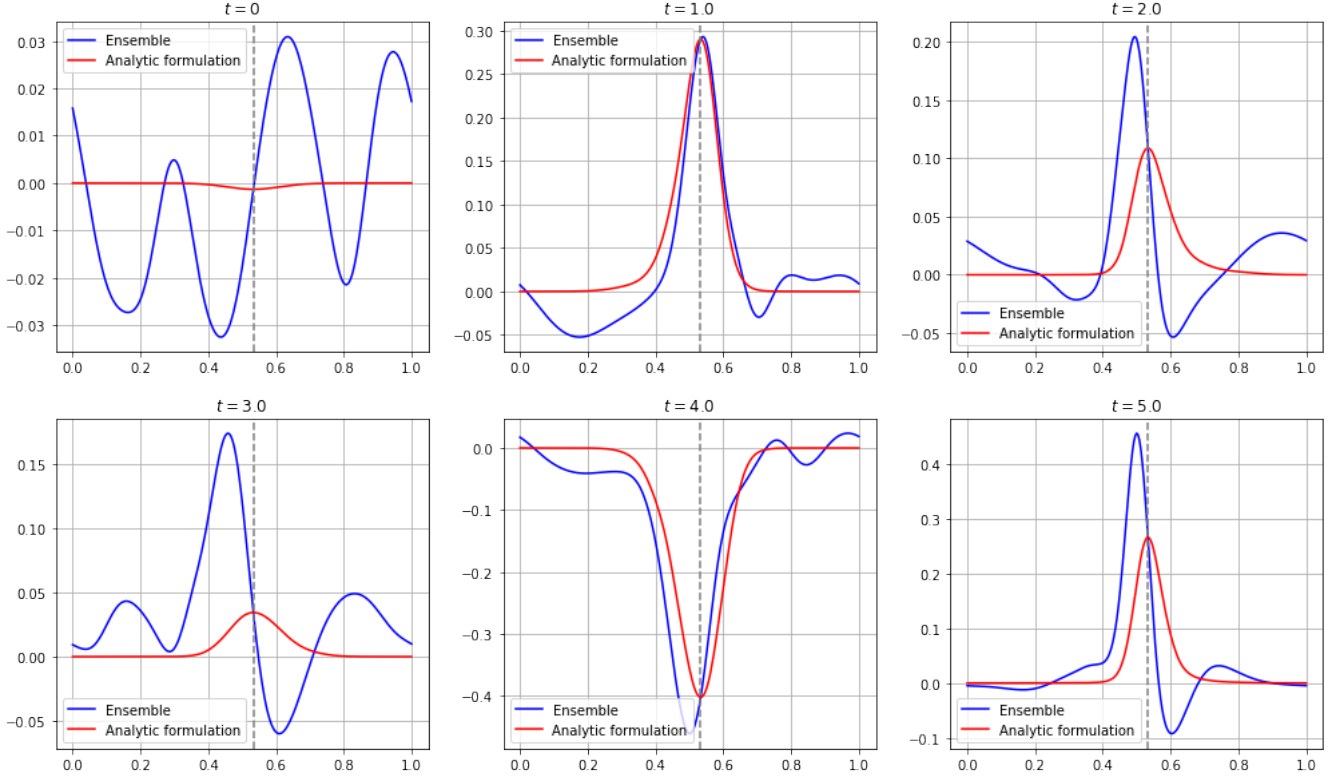 t = 0
0.03
0.02
0.01
0.00
−0.01
−0.02
−0.03
Ensemble
Analytic formulation
0.0 0.2 0.4 0.6 0.8 1.0
t = 1.0
0.30
0.25
0.20
0.15
0.10
0.05
0.00
−0.05
Ensemble
Analytic formulation
0.0 0.2 0.4 0.6 0.8 1.0
t = 2.0
0.20
0.15
0.10
0.05
0.00
−0.05
Ensemble
Analytic formulation
0.0 0.2 0.4 0.6 0.8 1.0
t = 3.0
0.15
0.10
0.05
0.00
−0.05
Ensemble
Analytic formulation
0.0 0.2 0.4 0.6 0.8 1.0
t = 4.0
0.0
−0.1
−0.2
−0.3
−0.4
Ensemble
Analytic formulation
0.0 0.2 0.4 0.6 0.8 1.0
t = 5.0
0.4
0.3
0.2
0.1
0.0
−0.1
Ensemble
Analytic formulation
0.0 0.2 0.4 0.6 0.8 1.0